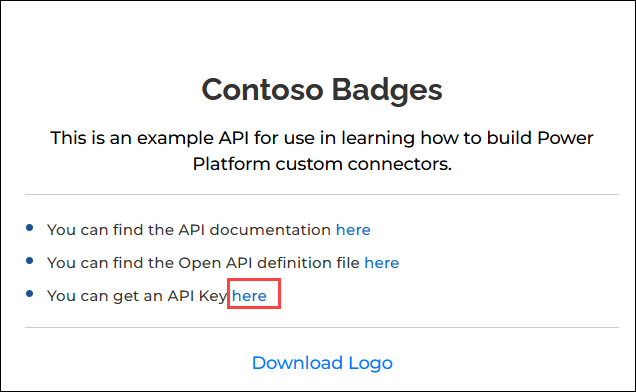 Contoso Badges
This is an example API for use in learning how to build Power
Platform custom connectors.
You can find the API documentation here
You can find the Open API definition file here
You can get an API Key here
Download Logo